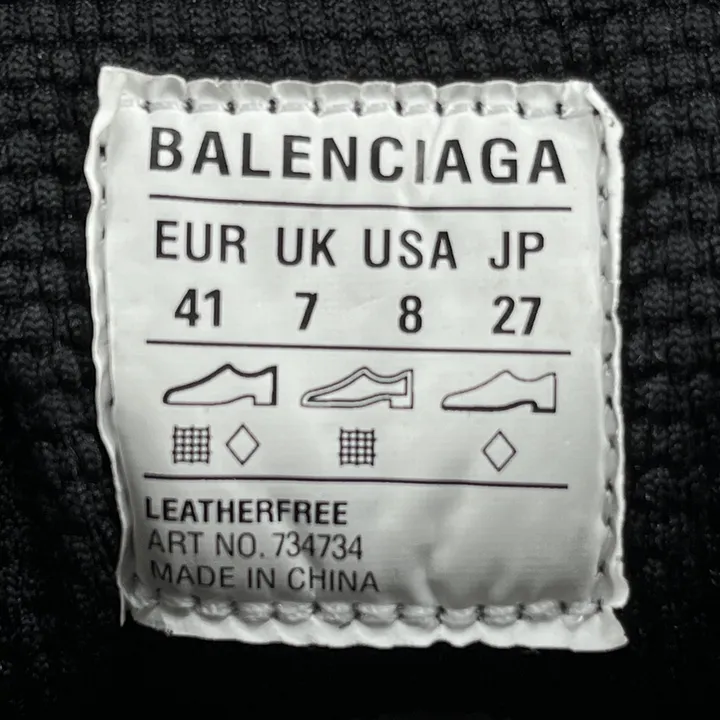 BALENCIAGA
EUR UK USA JP
41 7 8 27
LEATHERFREE
ART NO. 734734
MADE IN CHINA